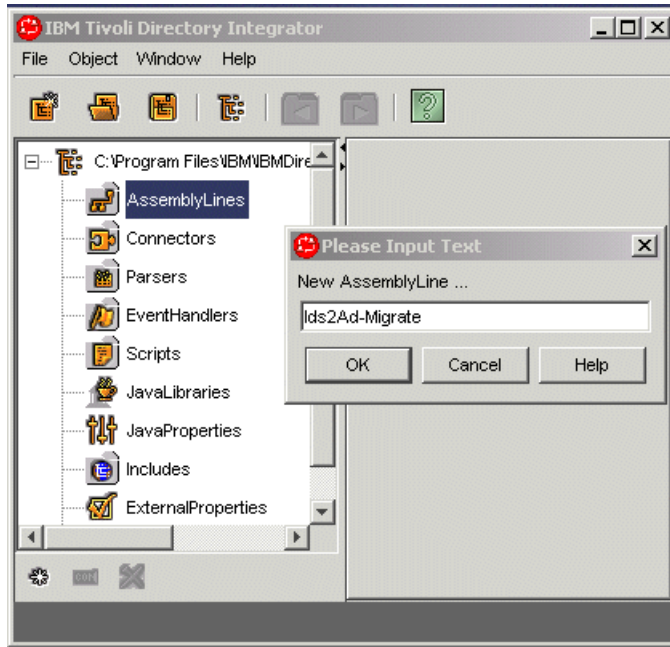 IBM Tivoli Directory Integrator
File Object Window Help
C:\Program Files\IBM\IBMDire
AssemblyLines
Connectors
Parsers
EventHandlers
Scripts
JavaLibraries
JavaProperties
Includes
ExternalProperties
Please Input Text
New AssemblyLine ...
Ids2Ad-Migrate
OK Cancel Help